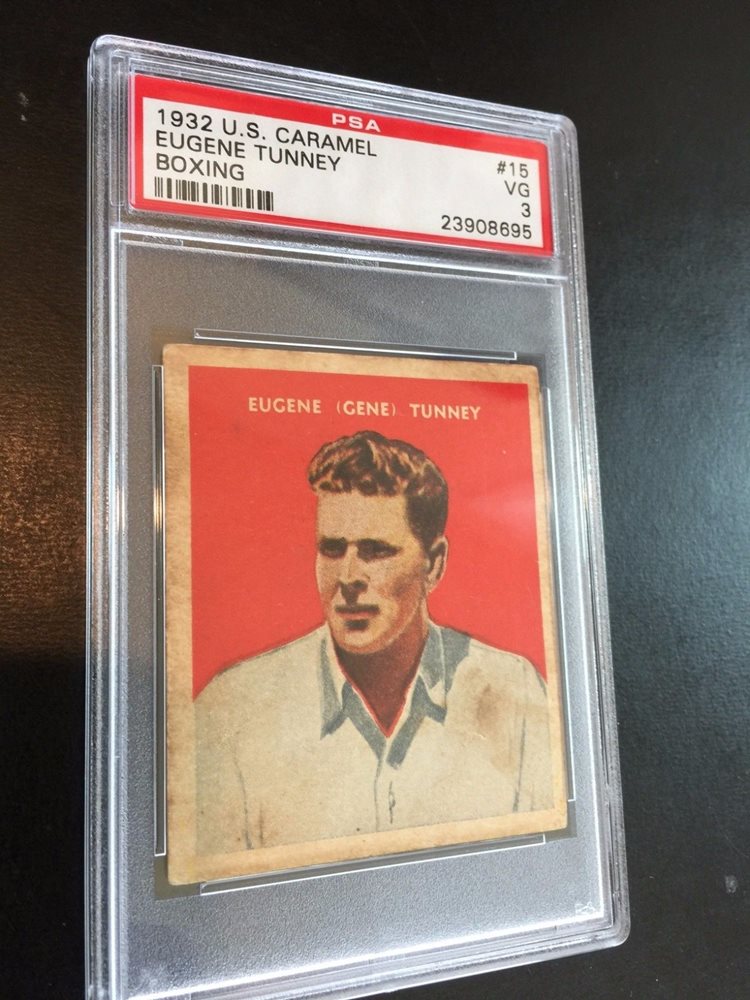 PSA
1932 U.S. CARAMEL
EUGENE TUNNEY
BOXING
#15
VG
3
23908695
EUGENE (GENE) TUNNEY